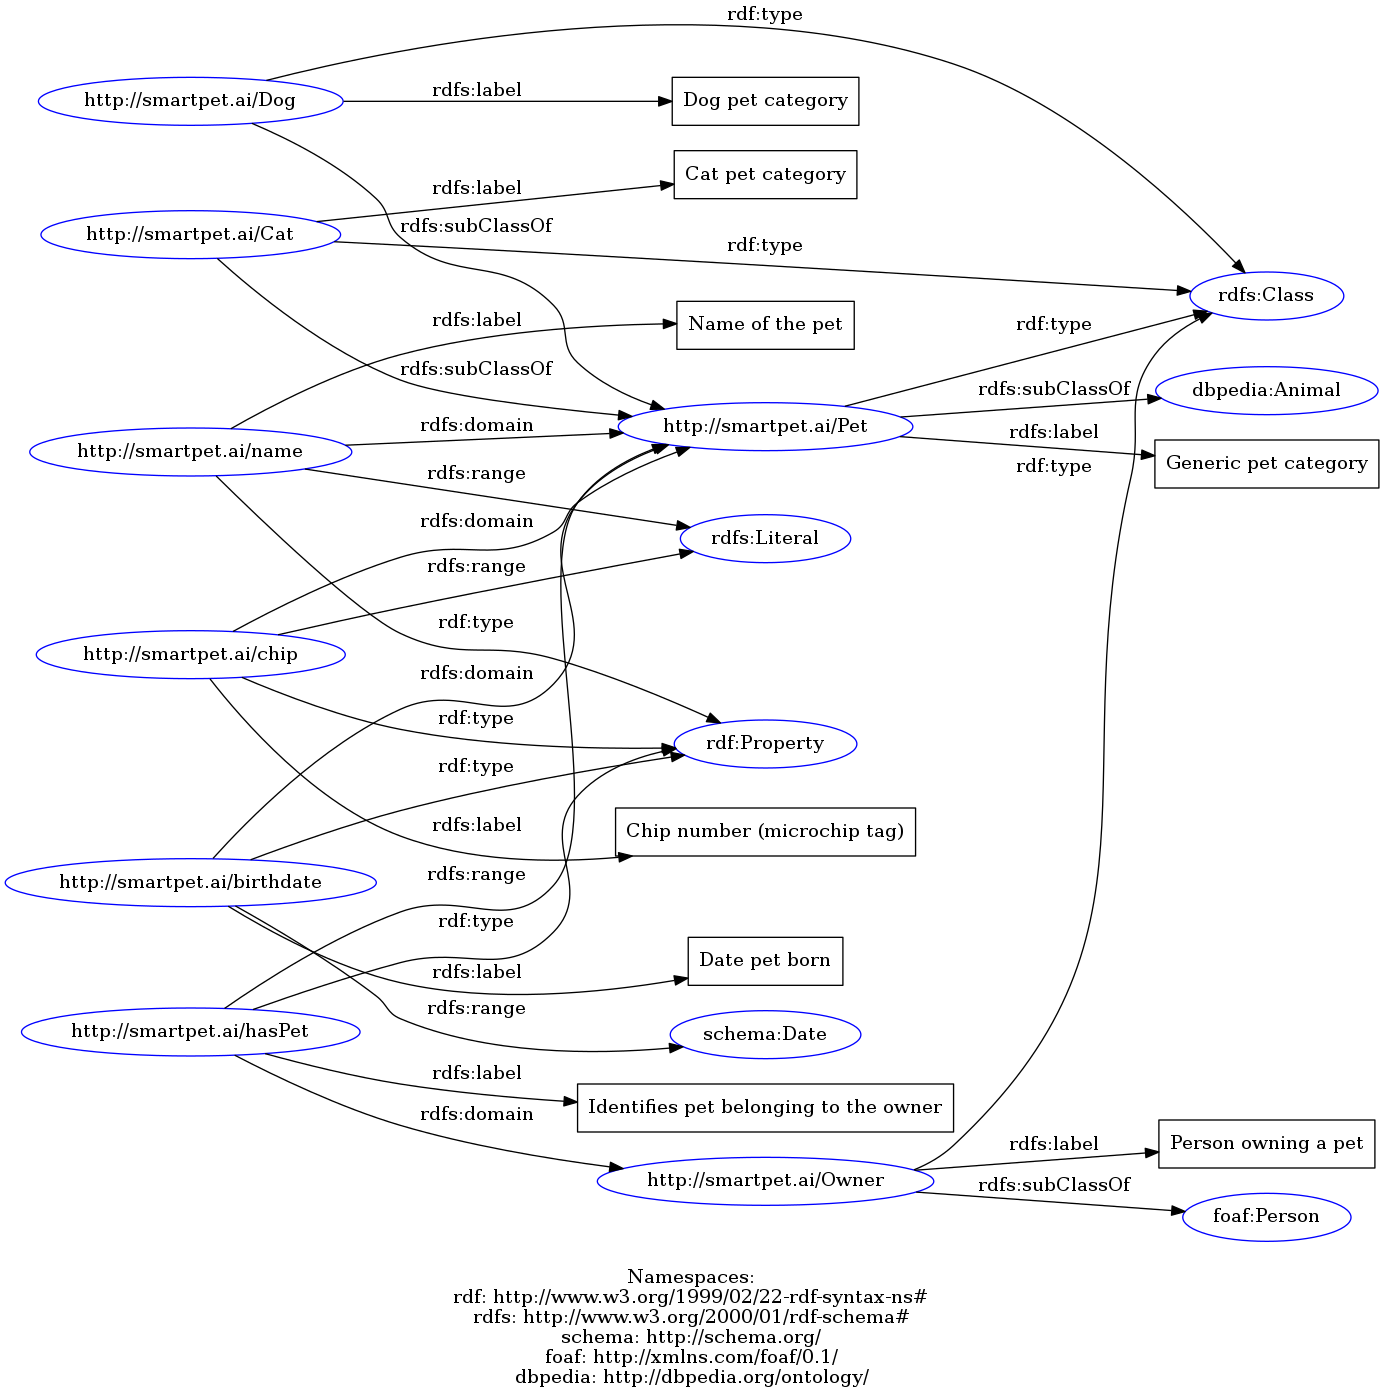 rdf:type
http://smartpet.ai/Dog
rdfs:label
Dog pet category
Cat pet category
rdfs:label
rdfs:subClassOf
http://smartpet.ai/Cat
rdf:type
rdfs:Class
rdfs:label
Name of the pet
rdf:type
rdfs:subClassOf
rdfs:subClassOf
dbpedia:Animal
http://smartpet.ai/Pet
rdfs:domain
rdfs:label
http://smartpet.ai/name
Generic pet category
rdf:type
rdfs:range
rdfs:domain
rdfs:Literal
rdfs:range
rdf:type
http://smartpet.ai/chip
rdfs:domain
rdf:type
rdf:Property
rdf:type
rdfs:label
Chip number (microchip tag)
rdfs:range
http://smartpet.ai/birthdate
rdf:type
Date pet born
rdfs:label
rdfs:range
http://smartpet.ai/hasPet
schema:Date
rdfs:label
Identifies pet belonging to the owner
rdfs:domain
rdfs:label
Person owning a pet
http://smartpet.ai/Owner
rdfs:subClassOf
foaf:Person
Namespaces:
rdf: http://www.w3.org/1999/02/22-rdf-syntax-ns#
rdfs: http://www.w3.org/2000/01/rdf-schema#
schema: http://schema.org/
foaf: http://xmlns.com/foaf/0.1/
dbpedia: http://dbpedia.org/ontology/